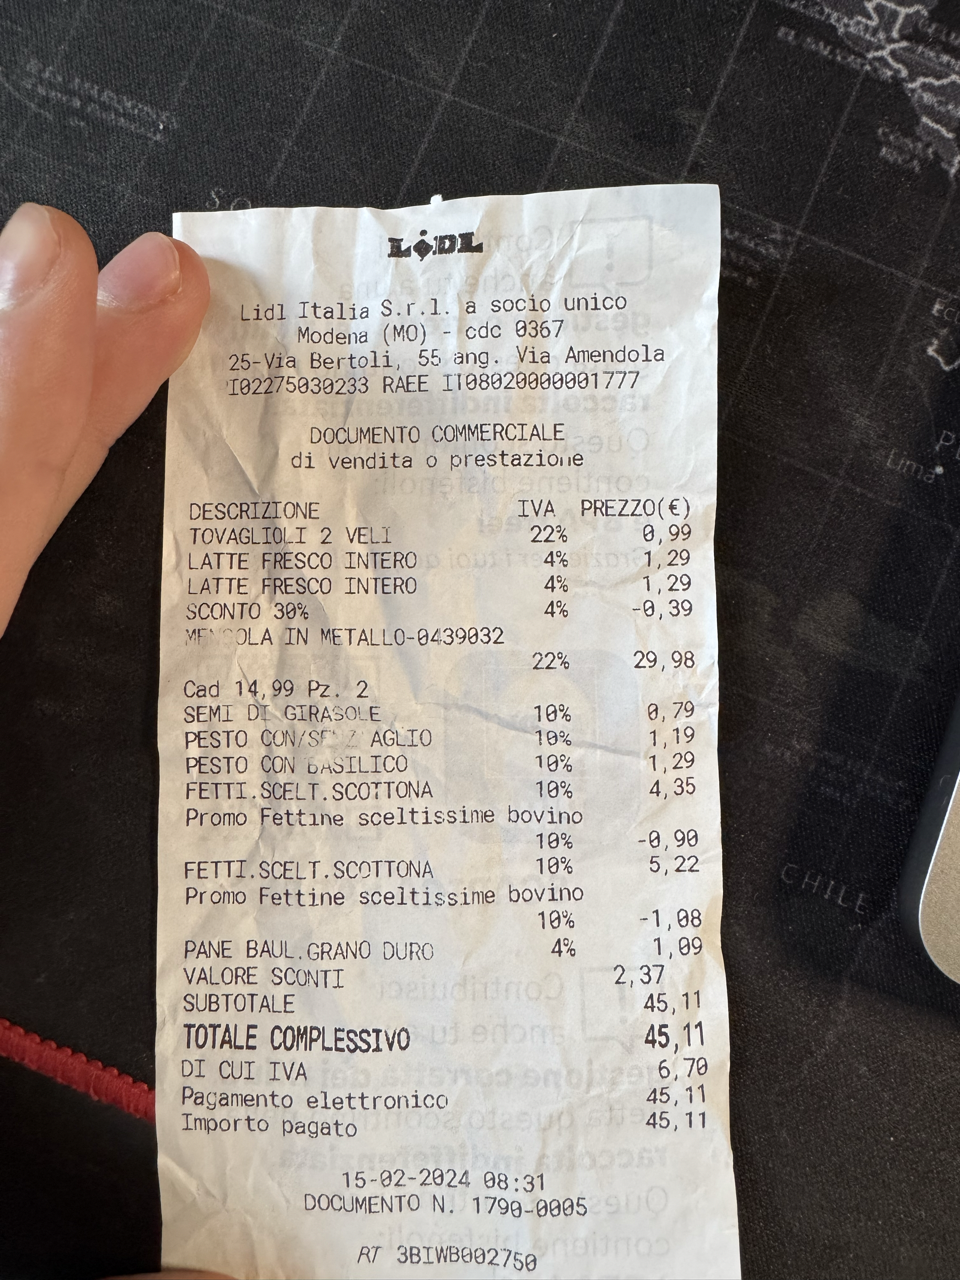 LIDL
Lidl Italia S.r.l. a socio unico
Modena (MO) - cdc 0367
25-Via Bertoli, 55 ang. Via Amendola
I02275030233 RAEE IT08020000001777
DOCUMENTO COMMERCIALE
di vendita o prestazione
DESCRIZIONE IVA PREZZO(€)
TOVAGLIOLI 2 VELI 22% 0,99
LATTE FRESCO INTERO 4% 1,29
LATTE FRESCO INTERO 4% 1,29
SCONTO 30% 4% -0,39
MENSOLA IN METALLO-0439032
22% 29,98
Cad 14,99 Pz. 2
SEMI DI GIRASOLE 10% 0,79
PESTO CON/SENZ AGLIO 10% 1,19
PESTO CON BASILICO 10% 1,29
FETTI.SCELT.SCOTTONA 10% 4,35
Promo Fettine sceltissime bovino
10% -0,90
FETTI.SCELT.SCOTTONA 10% 5,22
Promo Fettine sceltissime bovino
10% -1,08
PANE BAUL.GRANO DURO 4% 1,09
VALORE SCONTI 2,37
SUBTOTALE 45,11
TOTALE COMPLESSIVO 45,11
DI CUI IVA 6,70
Pagamento elettronico 45,11
Importo pagato 45,11
15-02-2024 08:31
DOCUMENTO N. 1790-0005
RT 3BIWB002750
Lima
CHILE